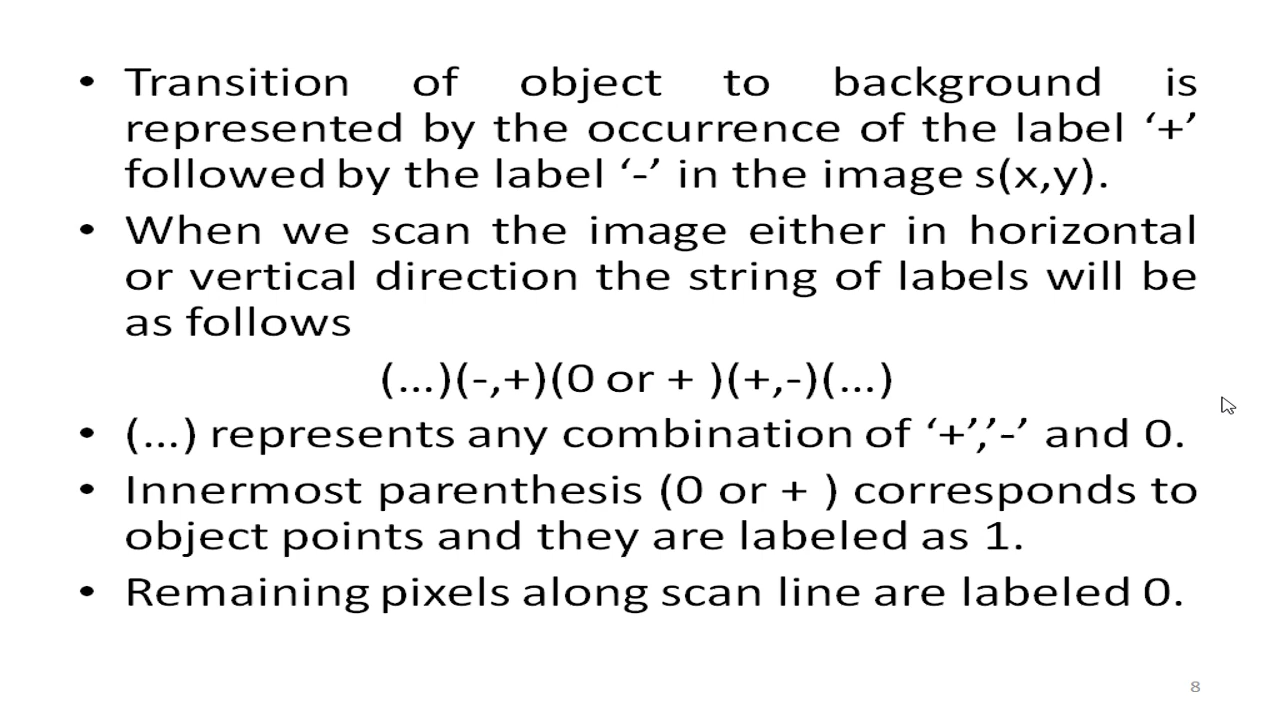 • Transition of object to background is
represented by the occurrence of the label ‘+’
followed by the label ‘-’ in the image s(x,y).
• When we scan the image either in horizontal
or vertical direction the string of labels will be
as follows
(...)(-,+)(0 or + )(+,-)(...)
• (...) represents any combination of ‘+’,’-’ and 0.
• Innermost parenthesis (0 or + ) corresponds to
object points and they are labeled as 1.
• Remaining pixels along scan line are labeled 0.
8